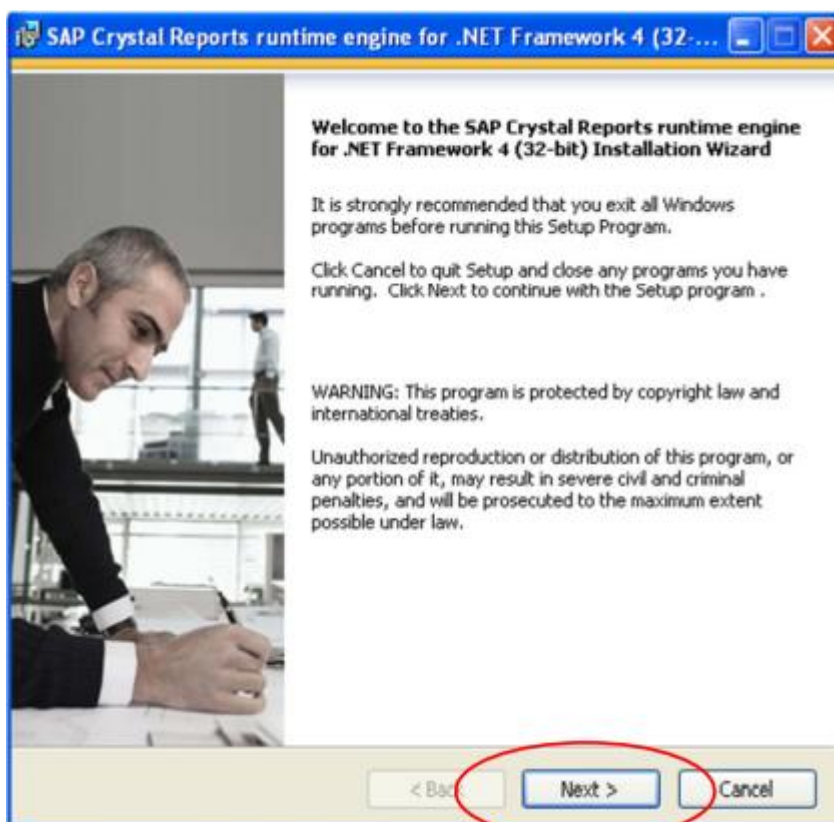 SAP Crystal Reports runtime engine for .NET Framework 4 (32-...
Welcome to the SAP Crystal Reports runtime engine
for .NET Framework 4 (32-bit) Installation Wizard
It is strongly recommended that you exit all Windows
programs before running this Setup Program.
Click Cancel to quit Setup and close any programs you have
running. Click Next to continue with the Setup program .
WARNING: This program is protected by copyright law and
international treaties.
Unauthorized reproduction or distribution of this program, or
any portion of it, may result in severe civil and criminal
penalties, and will be prosecuted to the maximum extent
possible under law.
< Back
Next >
Cancel